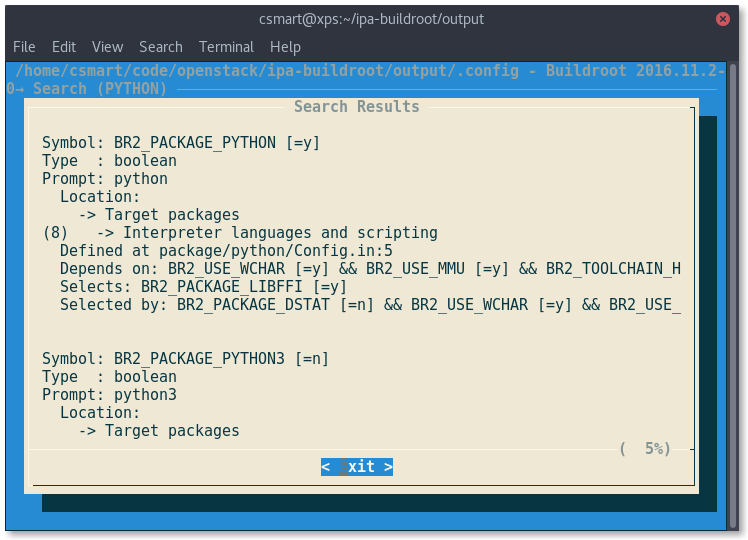 csmart@xps:~/ipa-buildroot/output
File Edit View Search Terminal Help
/home/csmart/code/openstack/ipa-buildroot/output/.config - Buildroot 2016.11.2-
0→ Search (PYTHON)
Search Results
Symbol: BR2_PACKAGE_PYTHON [=y]
Type  : boolean
Prompt: python
  Location:
    -> Target packages
(8)   -> Interpreter languages and scripting
  Defined at package/python/Config.in:5
  Depends on: BR2_USE_WCHAR [=y] && BR2_USE_MMU [=y] && BR2_TOOLCHAIN_H
  Selects: BR2_PACKAGE_LIBFFI [=y]
  Selected by: BR2_PACKAGE_DSTAT [=n] && BR2_USE_WCHAR [=y] && BR2_USE_
Symbol: BR2_PACKAGE_PYTHON3 [=n]
Type  : boolean
Prompt: python3
  Location:
    -> Target packages
(  5%)
< Exit >